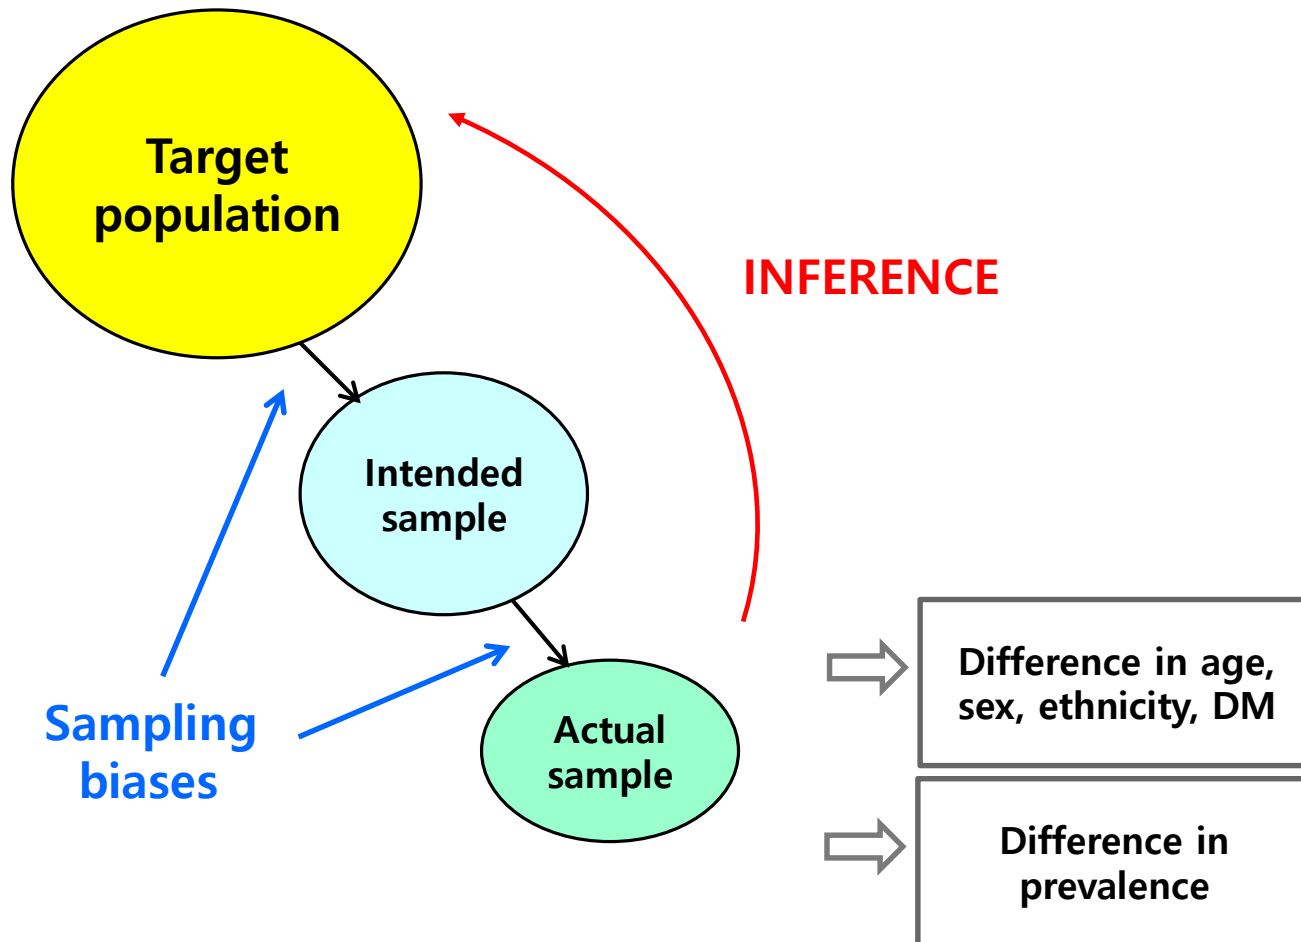 Target
population
INFERENCE
Intended
sample
Sampling
biases
Actual
sample
Difference in age,
sex, ethnicity, DM
Difference in
prevalence